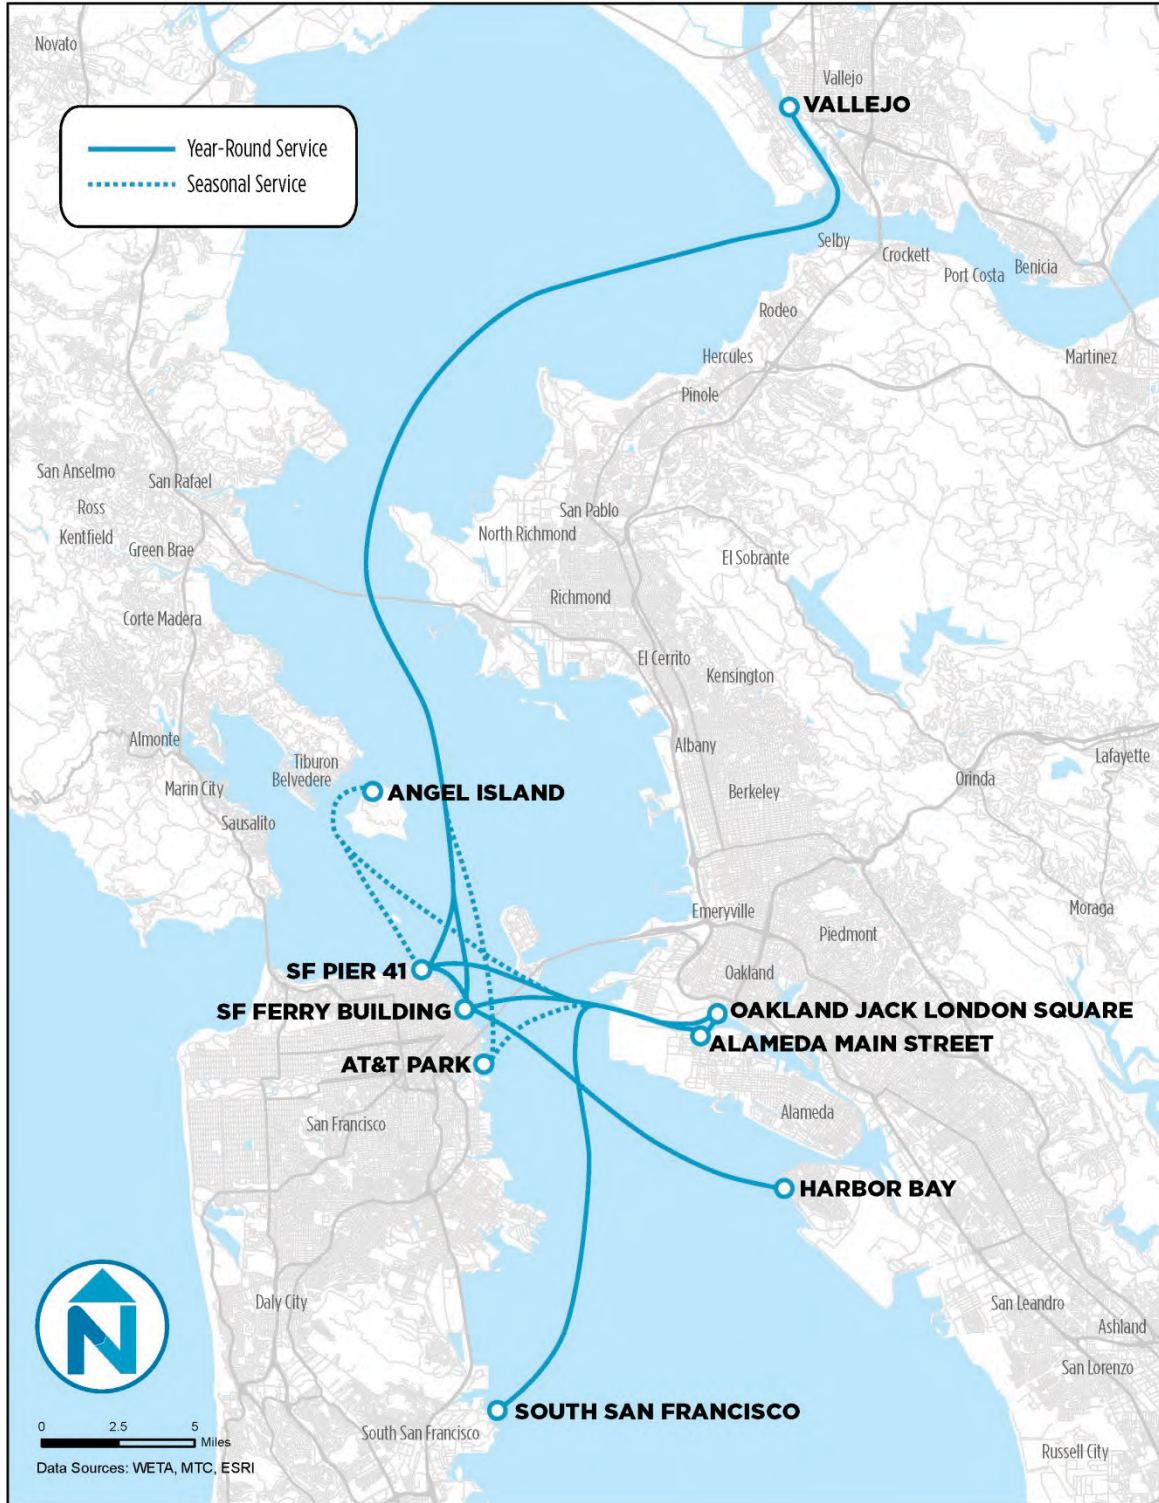 Novato
Vallejo
VALLEJO
Year-Round Service
Seasonal Service
Selby
Crockett
Port Costa
Benicia
Rodeo
Hercules
Martinez
Pinole
San Anselmo
San Rafael
Ross
San Pablo
Kentfield
North Richmond
Green Brae
El Sobrante
Richmond
Corte Madera
El Cerrito
Kensington
Almonte
Albany
Lafayette
Tiburon
Belvedere
Orinda
Marin City
ANGEL ISLAND
Berkeley
Sausalito
Moraga
Emeryville
Piedmont
SF PIER 41
Oakland
SF FERRY BUILDING
OAKLAND JACK LONDON SQUARE
ALAMEDA MAIN STREET
AT&T PARK
Alameda
San Francisco
HARBOR BAY
Daly City
San Leandro
Ashland
N
San Lorenzo
SOUTH SAN FRANCISCO
South San Francisco
0 2.5 5
Miles
Russell City
Data Sources: WETA, MTC, ESRI